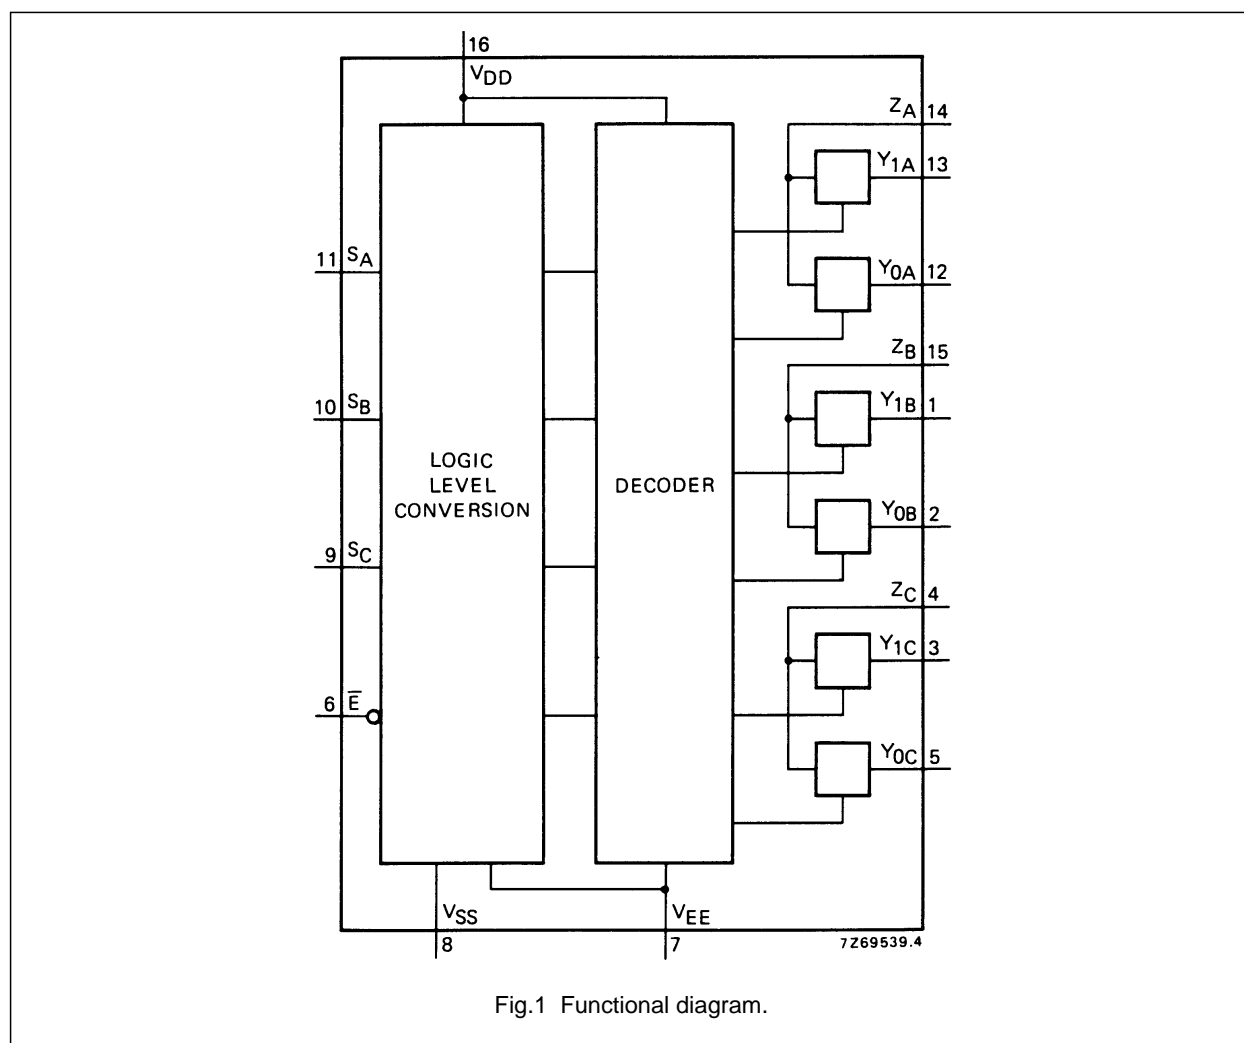 16
VDD
ZA 14
Y1A 13
11 SA
Y0A 12
ZB 15
10 SB
Y1B 1
LOGIC
LEVEL
CONVERSION
DECODER
Y0B 2
9 SC
ZC 4
Y1C 3
6 E̅
Y0C 5
VSS
VEE
8
7
7Z69539.4
Fig.1 Functional diagram.